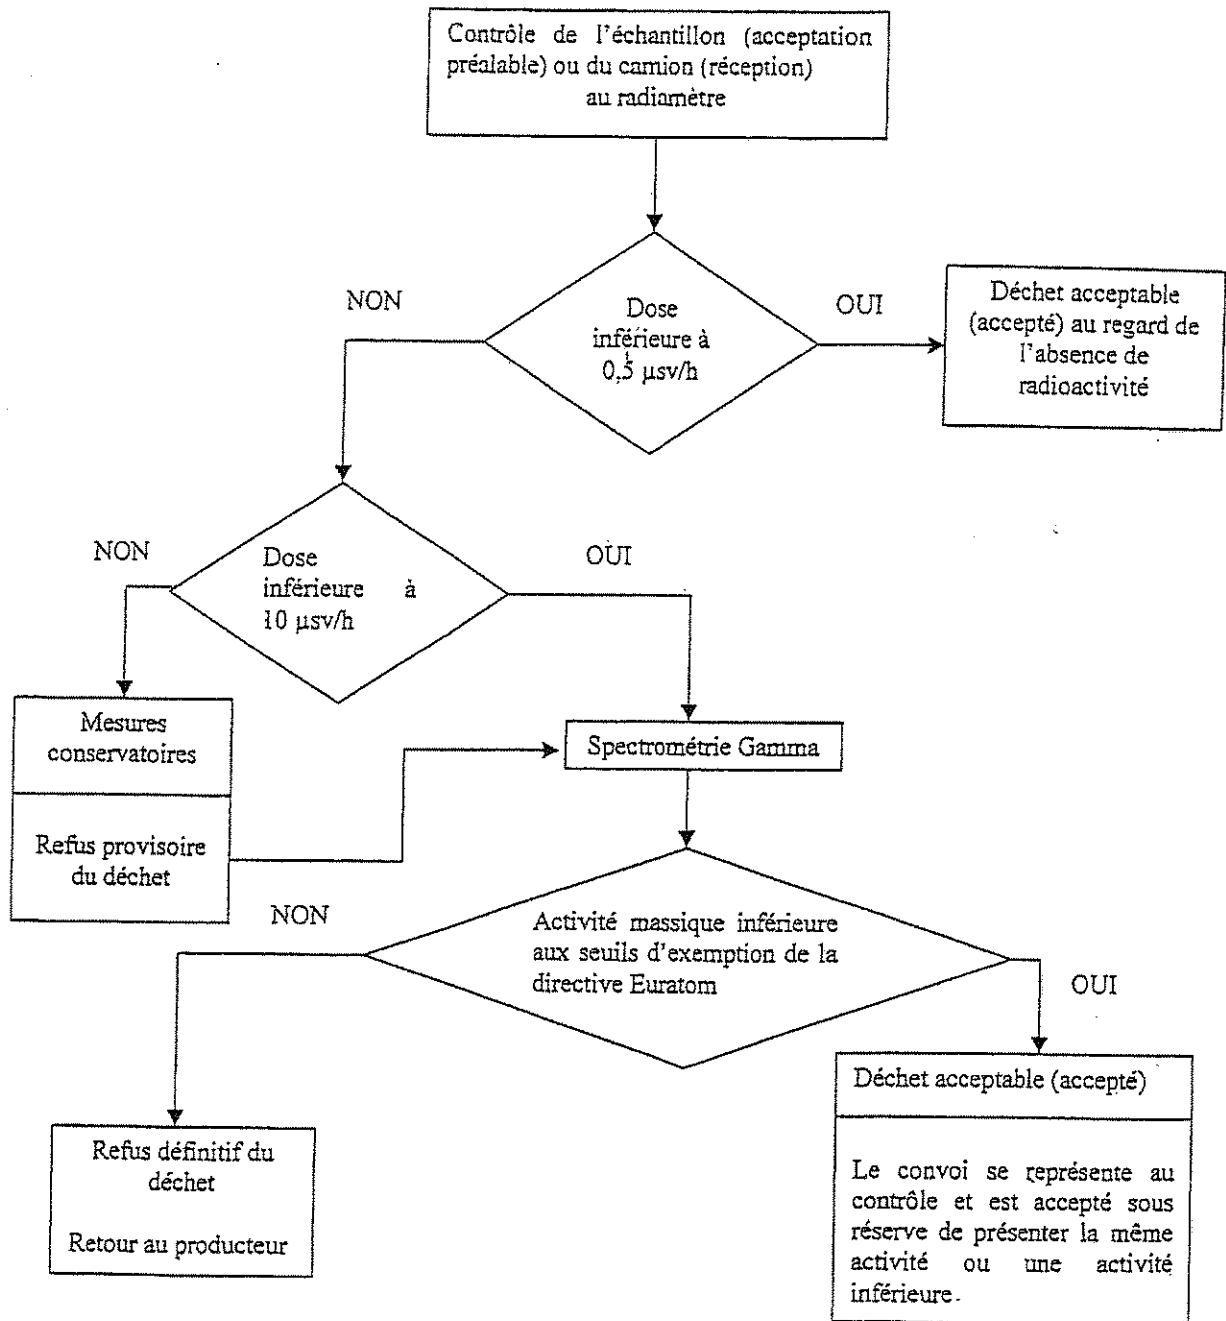 Contrôle de l'échantillon (acceptation
préalable) ou du camion (réception)
au radiamètre
NON
Dose
inférieure à
0,5 µsv/h
OUI
Déchet acceptable
(accepté) au regard de
l'absence de
radioactivité
NON
Dose
inférieure à
10 µsv/h
OUI
Mesures
conservatoires
Refus provisoire
du déchet
Spectrométrie Gamma
NON
Activité massique inférieure
aux seuils d'exemption de la
directive Euratom
OUI
Refus définitif du
déchet
Retour au producteur
Déchet acceptable (accepté)
Le convoi se représente au
contrôle et est accepté sous
réserve de présenter la même
activité ou une activité
inférieure.